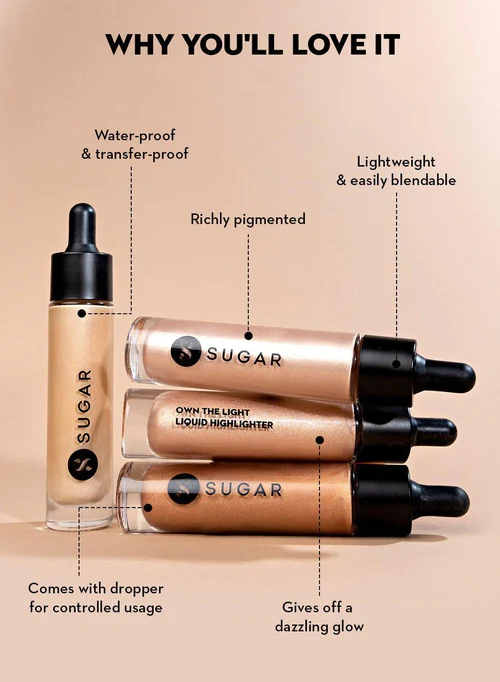 WHY YOU'LL LOVE IT
Water-proof
& transfer-proof
Lightweight
& easily blendable
Richly pigmented
SUGAR
SUGAR
OWN THE LIGHT
LIQUID HIGHLIGHTER
SUGAR
Comes with dropper
for controlled usage
Gives off a
dazzling glow